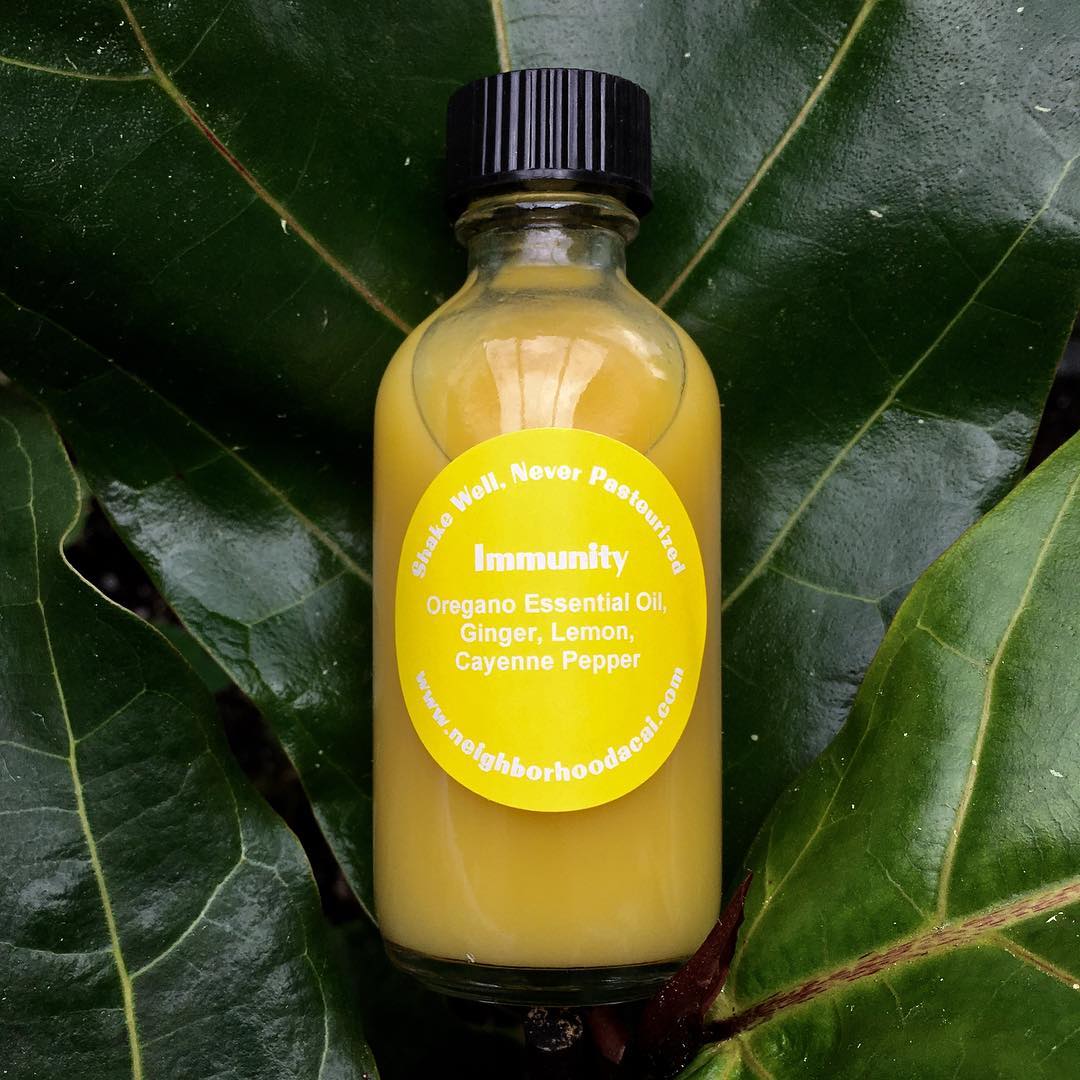 Shake Well, Never Pasteurized
Immunity
Oregano Essential Oil,
Ginger, Lemon,
Cayenne Pepper
www.neighborhoodacai.com